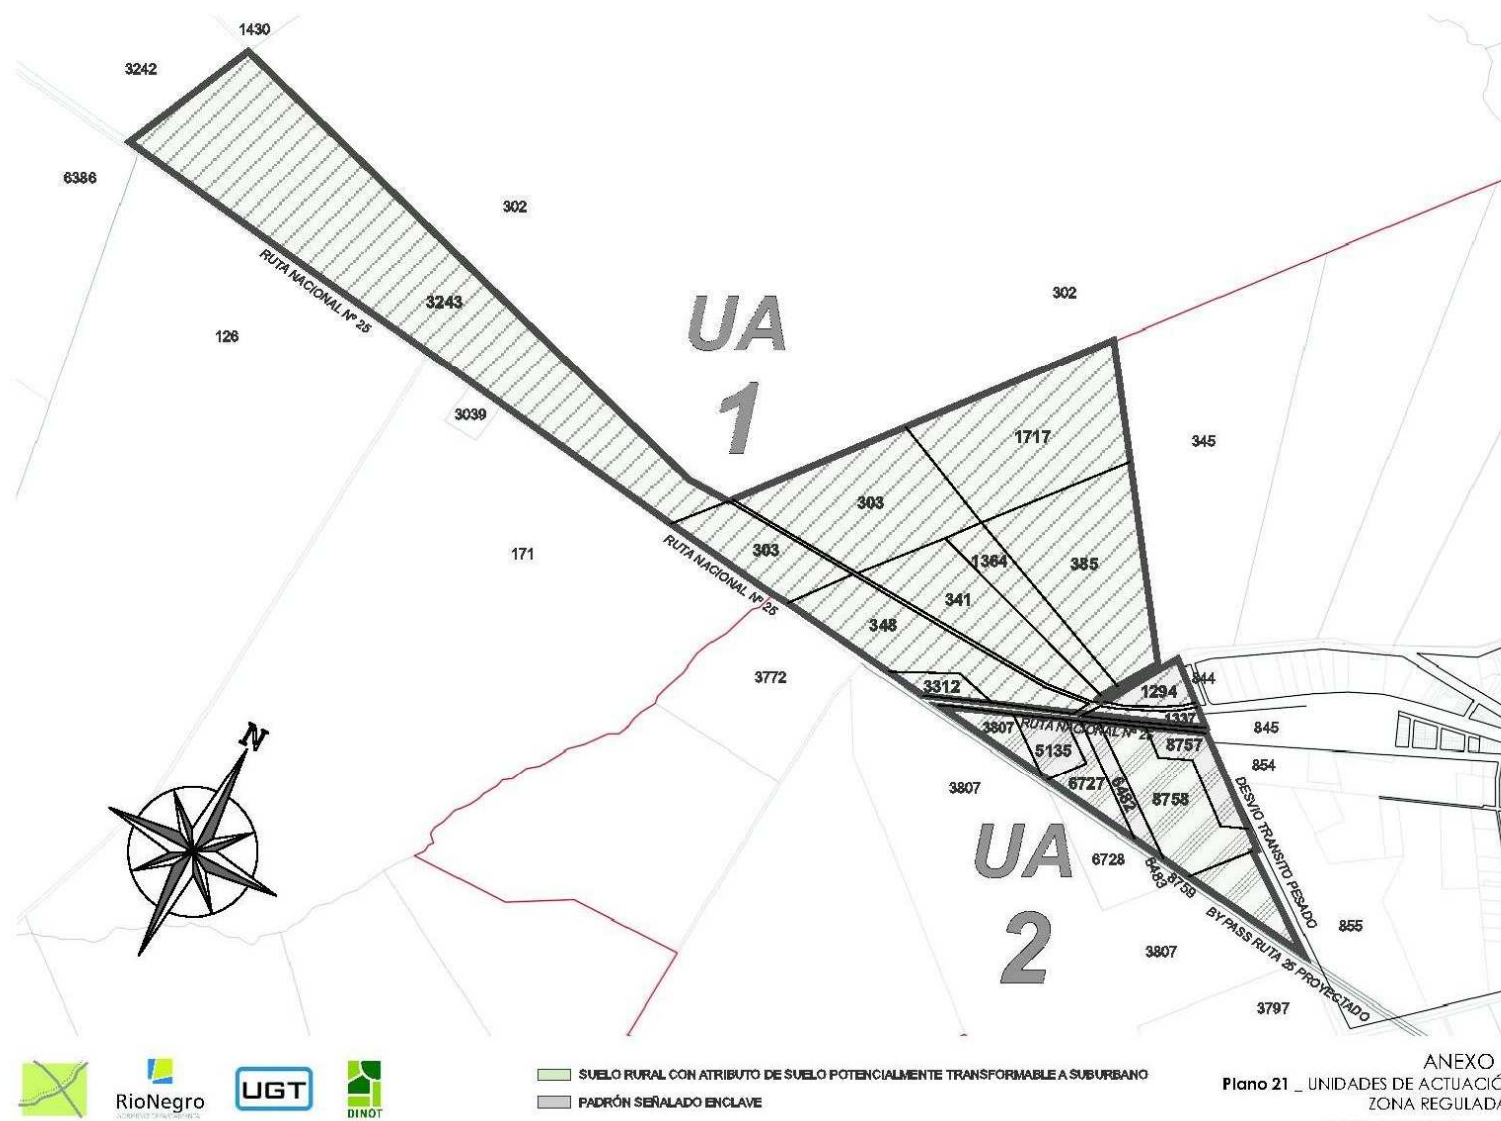 1430
3242
6386
302
RUTA NACIONAL Nº 25
3243
302
UA
1
126
3039
1717
345
303
171
303
RUTA NACIONAL Nº 25
1364
385
341
348
3772
3312
1294
844
1337
3807
RUTA NACIONAL Nº 25
845
8757
5135
854
3807
6727
6482
8758
DESVIO TRANSITO PESADO
N
UA
2
6728
6483
8759
BY PASS RUTA 25 PROYECTADO
855
3807
3797
RioNegro
UGT
DINOT
SUELO RURAL CON ATRIBUTO DE SUELO POTENCIALMENTE TRANSFORMABLE A SUBURBANO
PADRÓN SEÑALADO ENCLAVE
ANEXO
Plano 21 _ UNIDADES DE ACTUACIÓ
ZONA REGULADA